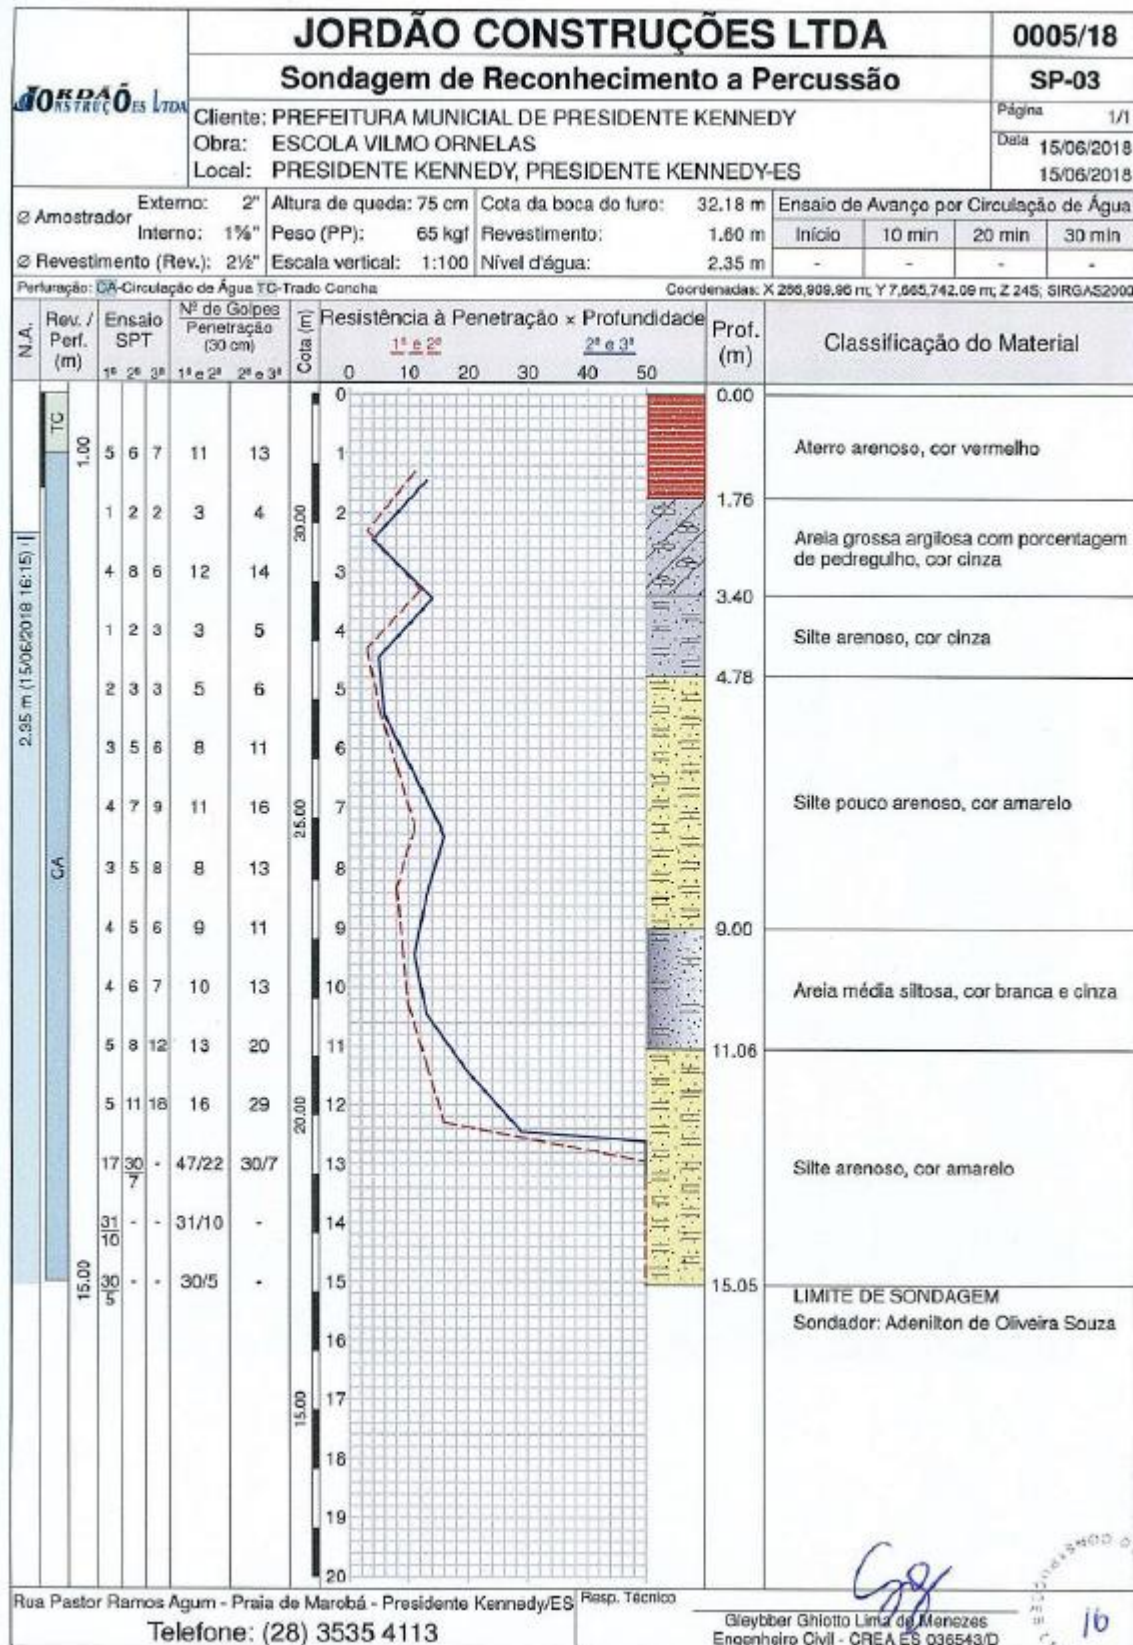 JORDÃO CONSTRUÇÕES LTDA
0005/18
JORDÃO CONSTRUÇÕES LTDA
Sondagem de Reconhecimento a Percussão
SP-03
Cliente: PREFEITURA MUNICIAL DE PRESIDENTE KENNEDY
Página 1/1
Obra: ESCOLA VILMO ORNELAS
Data 15/06/2018
Local: PRESIDENTE KENNEDY, PRESIDENTE KENNEDY-ES
15/06/2018
Ø Amostrador Externo: 2" Altura de queda: 75 cm Cota da boca do furo: 32.18 m Ensaio de Avanço por Circulação de Água
Interno: 1⅜" Peso (PP): 65 kgf Revestimento: 1.60 m Início 10 min 20 min 30 min
Ø Revestimento (Rev.): 2½" Escala vertical: 1:100 Nível d'água: 2.35 m - - - -
Perfuração: CA-Circulação de Água TC-Trado Concha Coordenadas: X 286,909.96 m; Y 7,665,742.09 m; Z 24S; SIRGAS2000
N.A. Rev. / Perf. (m) Ensaio SPT Nº de Golpes Penetração (30 cm) Cota (m) Resistência à Penetração × Profundidade Prof. (m) Classificação do Material
1ª 2ª 3ª 1ª e 2ª 2ª e 3ª 1ª e 2ª 2ª e 3ª
0 10 20 30 40 50
TC
0 0.00
1.00 5 6 7 11 13 1 Aterro arenoso, cor vermelho
1.76
1 2 2 3 4 30.00 2
Areia grossa argilosa com porcentagem
de pedregulho, cor cinza
4 8 6 12 14 3
3.40
1 2 3 3 5 4 Silte arenoso, cor cinza
4.78
2 3 3 5 6 5
2.35 m (15/06/2018 16:15)
3 5 6 8 11 6
4 7 9 11 16 25.00 7 Silte pouco arenoso, cor amarelo
CA
3 5 8 8 13 8
4 5 6 9 11 9 9.00
4 6 7 10 13 10 Areia média siltosa, cor branca e cinza
5 8 12 13 20 11 11.06
5 11 18 16 29 20.00 12
17 30/7 - 47/22 30/7 13 Silte arenoso, cor amarelo
31/10 - - 31/10 - 14
15.00 30/5 - - 30/5 - 15 15.05
LIMITE DE SONDAGEM
Sondador: Adenilton de Oliveira Souza
16
15.00 17
18
19
20
Rua Pastor Ramos Agum - Praia de Marobá - Presidente Kennedy/ES
Resp. Técnico
Telefone: (28) 3535 4113
Gleybber Ghiotto Lima de Menezes
Engenheiro Civil - CREA ES 036543/D
16